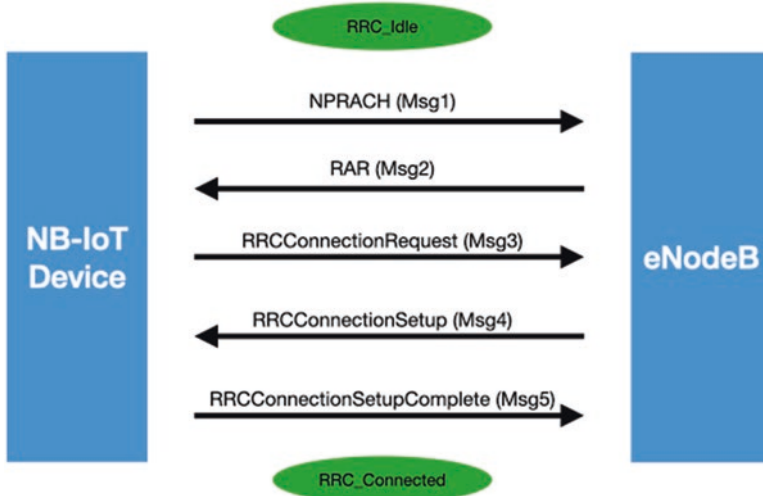 RRC_Idle
NPRACH (Msg1)
RAR (Msg2)
NB-IoT
Device
RRCConnectionRequest (Msg3)
eNodeB
RRCConnectionSetup (Msg4)
RRCConnectionSetupComplete (Msg5)
RRC_Connected